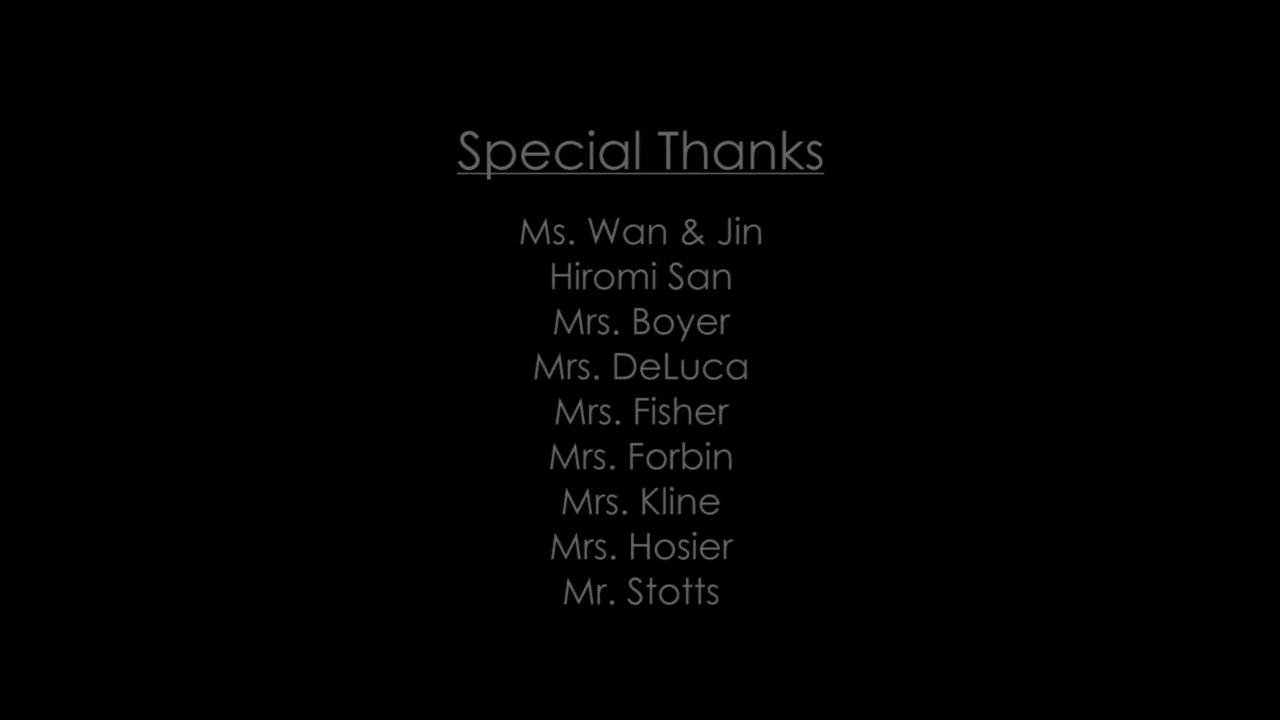 Special Thanks
Ms. Wan & Jin
Hiromi San
Mrs. Boyer
Mrs. DeLuca
Mrs. Fisher
Mrs. Forbin
Mrs. Kline
Mrs. Hosier
Mr. Stotts